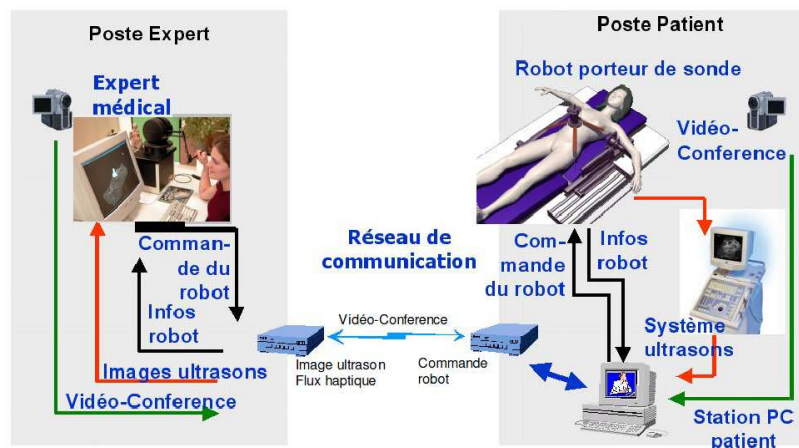 Poste Expert
Expert
médical
Comman-
de du
robot
Infos
robot
Images ultrasons
Vidéo-Conference
Réseau de
communication
Vidéo-Conference
Image ultrason
Flux haptique
Commande
robot
Poste Patient
Robot porteur de sonde
Vidéo-
Conference
Com-
mande
du robot
Infos
robot
Système
ultrasons
Station PC
patient